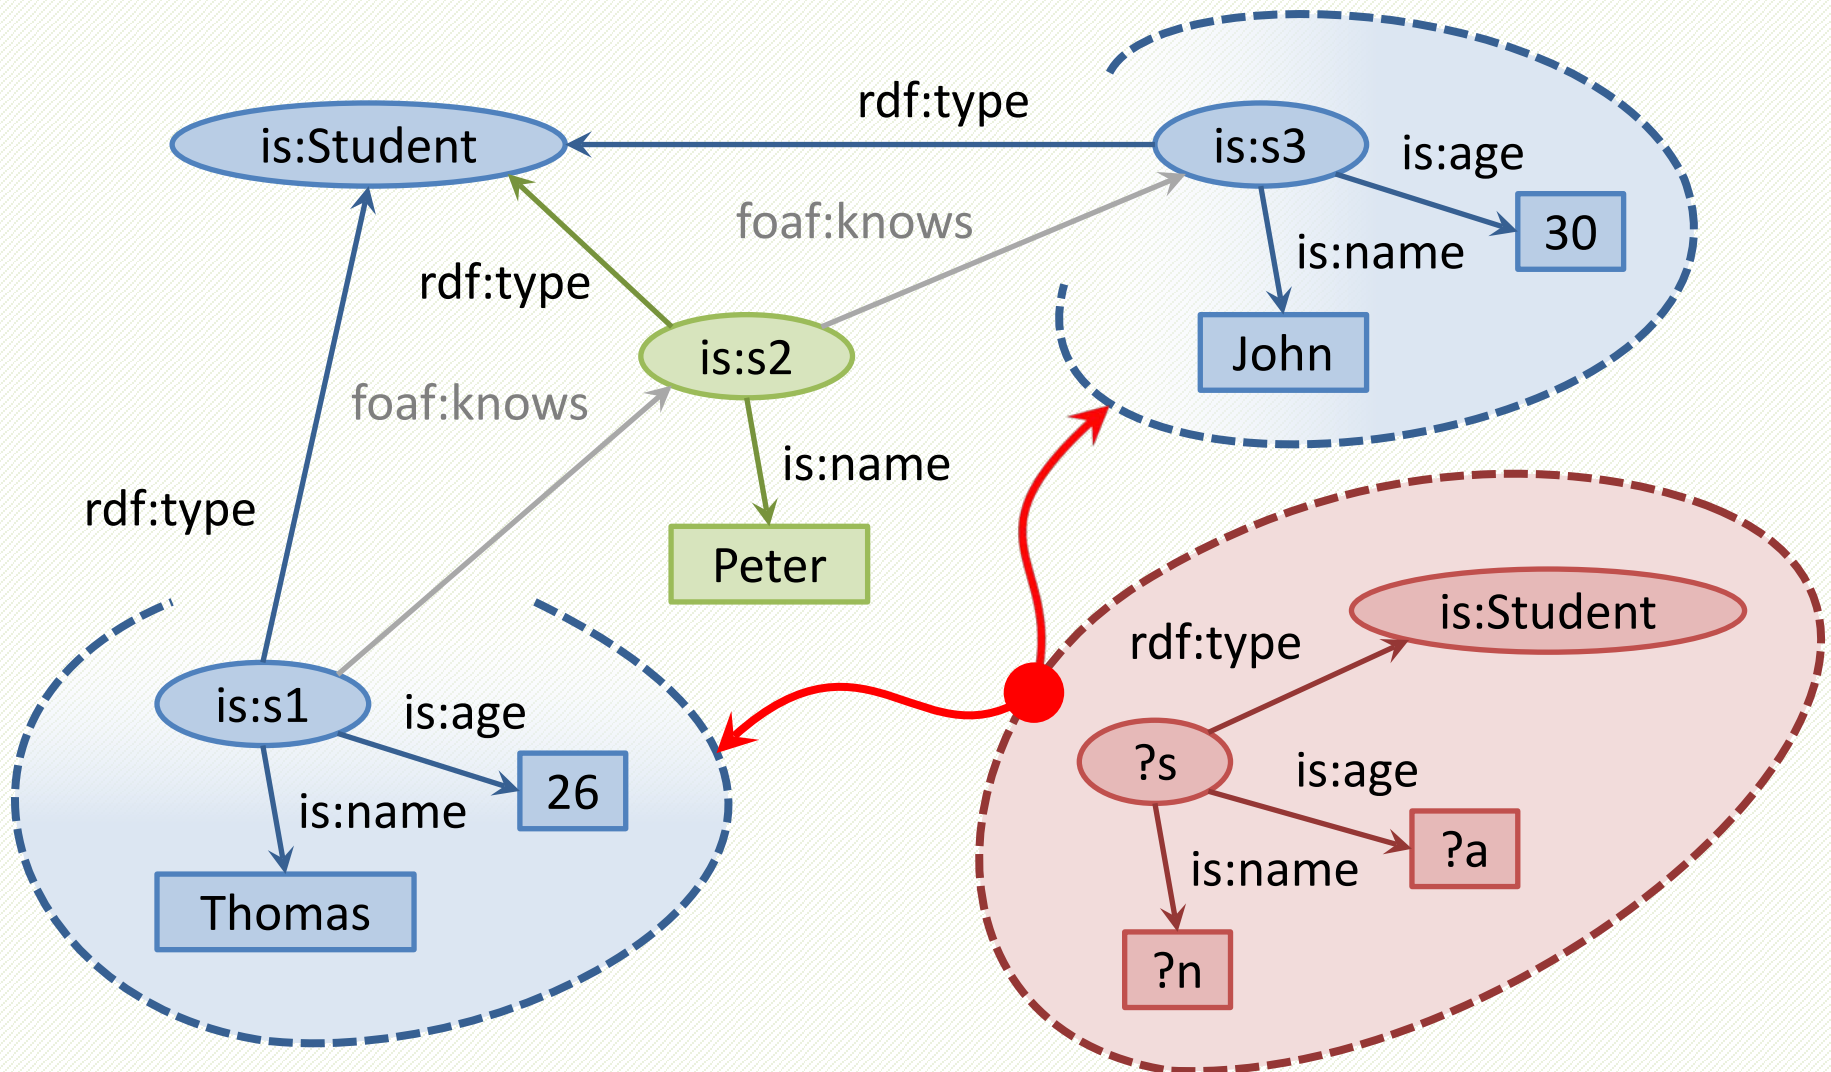 rdf:type
is:Student
is:s3
is:age
foaf:knows
30
is:name
rdf:type
is:s2
John
foaf:knows
is:name
rdf:type
Peter
is:Student
rdf:type
is:s1
is:age
?s
is:age
26
is:name
?a
is:name
Thomas
?n